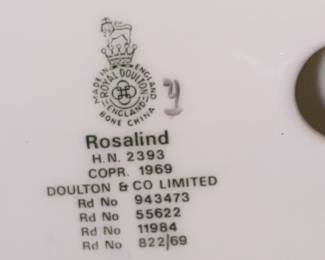 MADE IN ENGLAND
ROYAL DOULTON
ENGLAND
BONE CHINA
Rosalind
H.N. 2393
COPR. 1969
DOULTON & CO LIMITED
Rd No 943473
Rd No 55622
Rd No 11984
Rd No 822/69